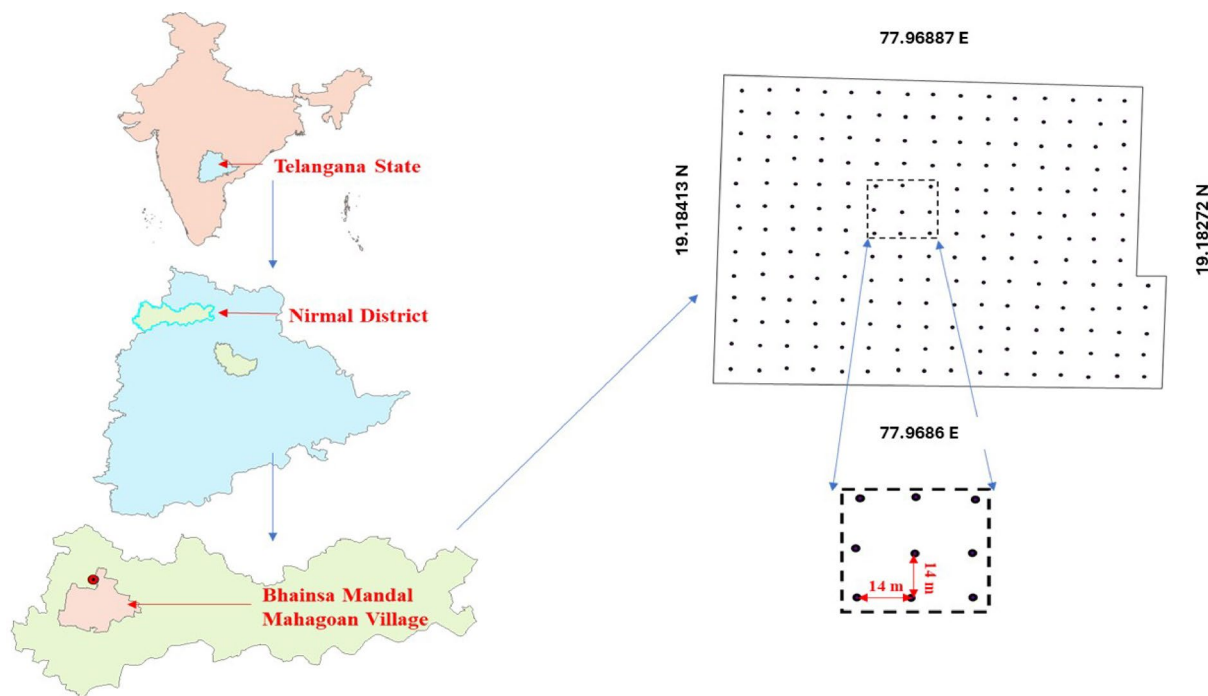 Telangana State
Nirmal District
Bhainsa Mandal
Mahagoan Village
77.96887 E
19.18413 N
19.18272 N
77.9686 E
14 m
14 m